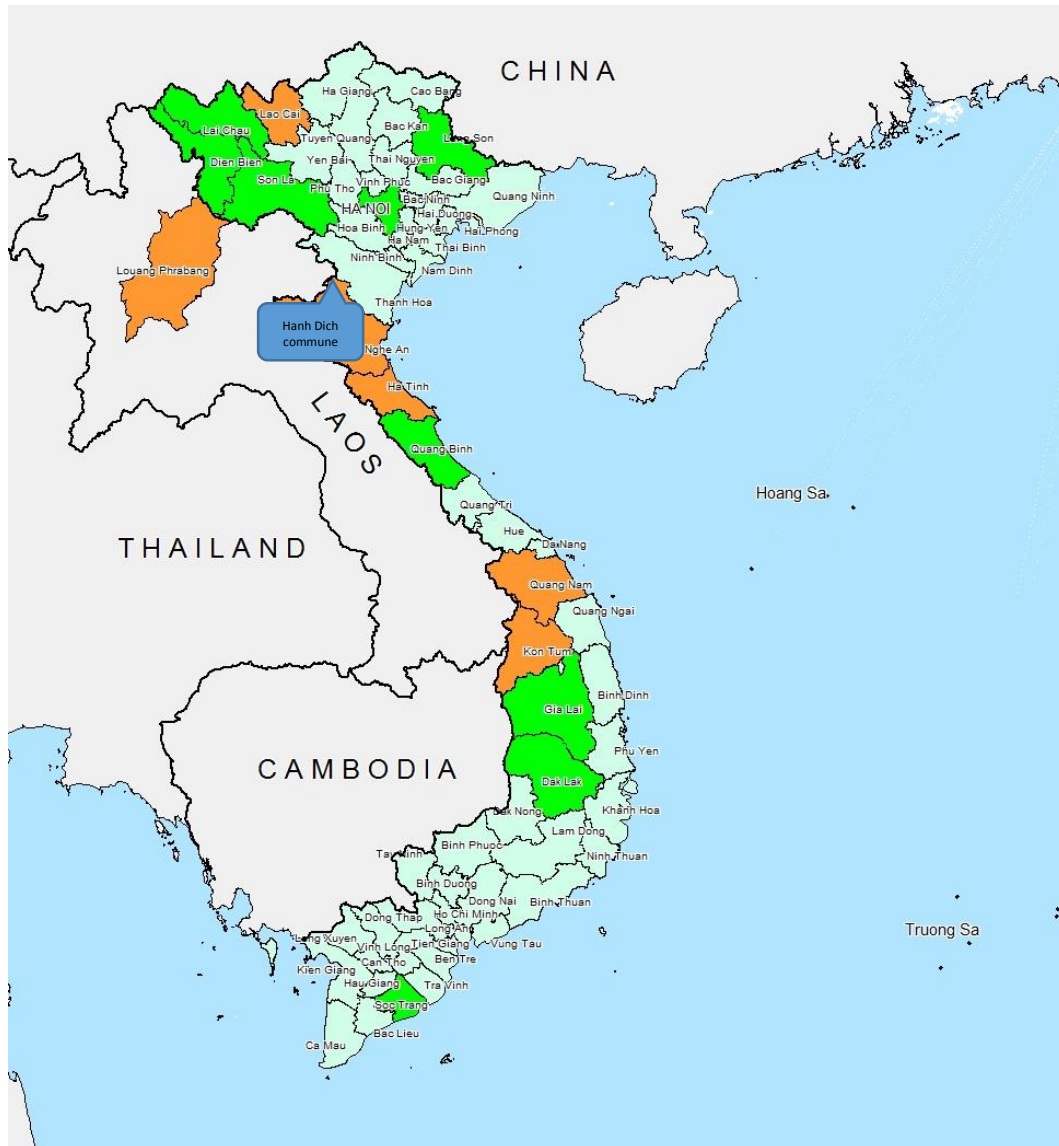 CHINA
Ha Giang
Cao Bang
Lao Cai
Bac Kan
Lai Chau
Tuyen Quang
Lang Son
Dien Bien
Yen Bai
Thai Nguyen
Son La
Phu Tho
Vinh Phuc
Bac Giang
Quang Ninh
HA NOI
Bac Ninh
Hai Duong
Hoa Binh
Hung Yen
Hai Phong
Ha Nam
Thai Binh
Ninh Binh
Nam Dinh
Louang Phrabang
Thanh Hoa
Hanh Dich
commune
Nghe An
Ha Tinh
LAOS
Quang Binh
Hoang Sa
Quang Tri
Hue
Da Nang
THAILAND
Quang Nam
Quang Ngai
Kon Tum
Binh Dinh
Gia Lai
Phu Yen
CAMBODIA
Dak Lak
Dak Nong
Khanh Hoa
Lam Dong
Binh Phuoc
Tay Ninh
Ninh Thuan
Binh Duong
Dong Nai
Binh Thuan
Ho Chi Minh
Dong Thap
Long An
Truong Sa
Long Xuyen
Vinh Long
Tien Giang
Vung Tau
Ben Tre
Can Tho
Kien Giang
Hau Giang
Tra Vinh
Soc Trang
Bac Lieu
Ca Mau